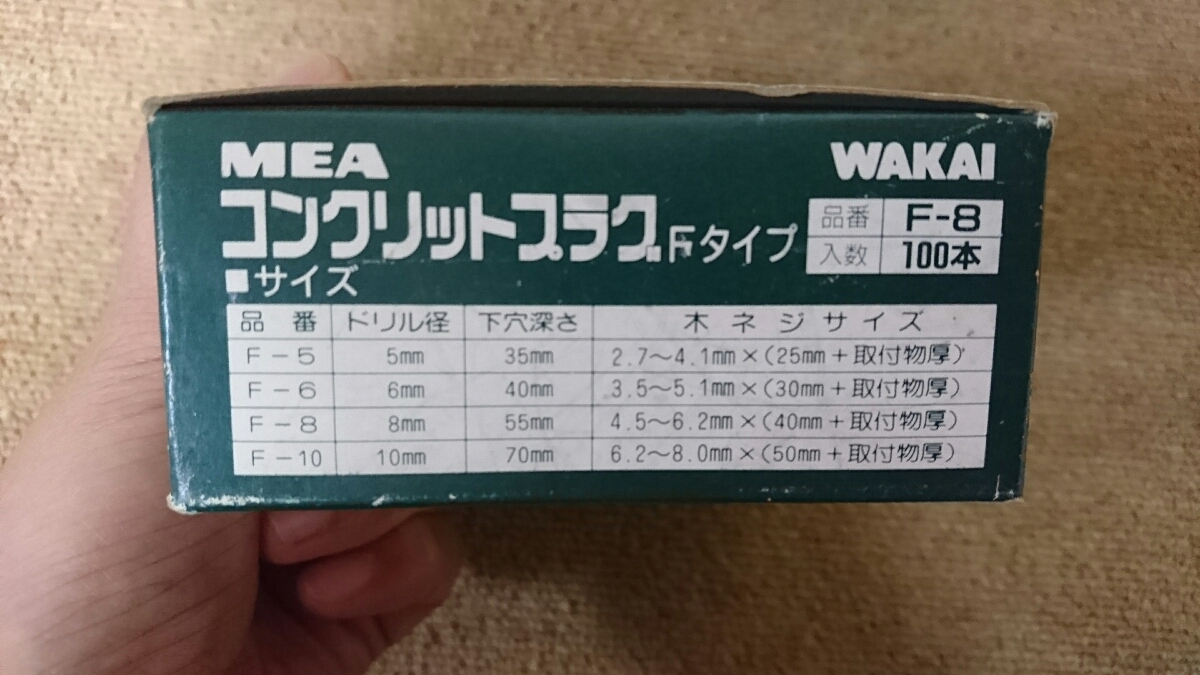 MEA
WAKAI
コンクリットプラグ Fタイプ
品番 F-8
入数 100本
■サイズ
品番 ドリル径 下穴深さ 木ネジサイズ
F-5 5mm 35mm 2.7～4.1mm×(25mm+取付物厚)
F-6 6mm 40mm 3.5～5.1mm×(30mm+取付物厚)
F-8 8mm 55mm 4.5～6.2mm×(40mm+取付物厚)
F-10 10mm 70mm 6.2～8.0mm×(50mm+取付物厚)